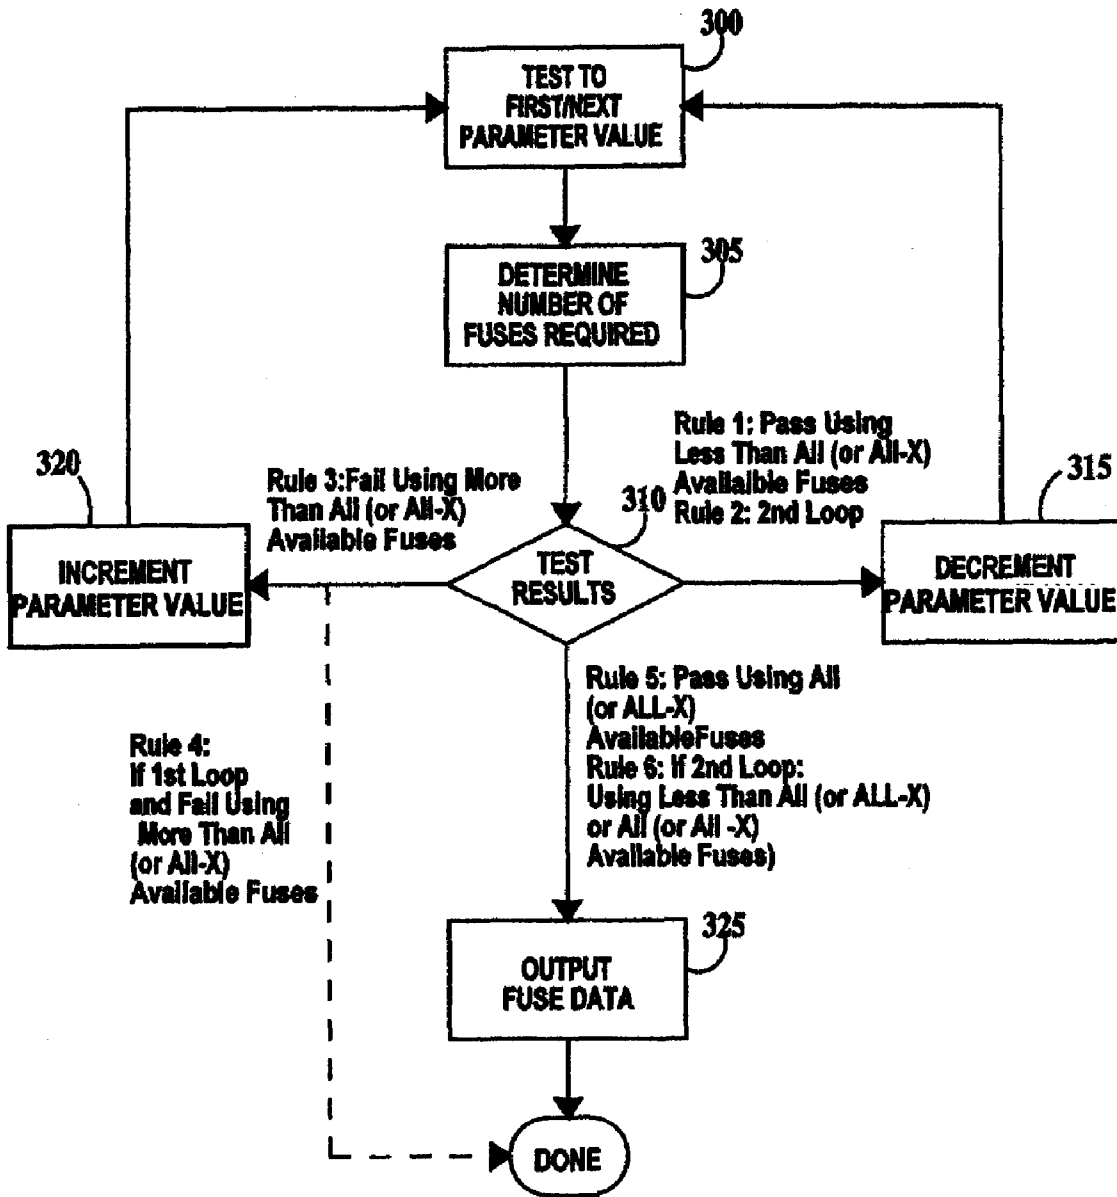 300
TEST TO
FIRST/NEXT
PARAMETER VALUE
305
DETERMINE
NUMBER OF
FUSES REQUIRED
Rule 1: Pass Using
Less Than All (or All-X)
Availaible Fuses
Rule 2: 2nd Loop
315
320
Rule 3:Fail Using More
Than All (or All-X)
Available Fuses
310
INCREMENT
PARAMETER VALUE
TEST
RESULTS
DECREMENT
PARAMETER VALUE
Rule 5: Pass Using All
(or ALL-X)
AvailableFuses
Rule 6: If 2nd Loop:
Using Less Than All (or ALL-X)
or All (or All -X)
Available Fuses)
Rule 4:
If 1st Loop
and Fail Using
More Than All
(or All-X)
Available Fuses
325
OUTPUT
FUSE DATA
DONE